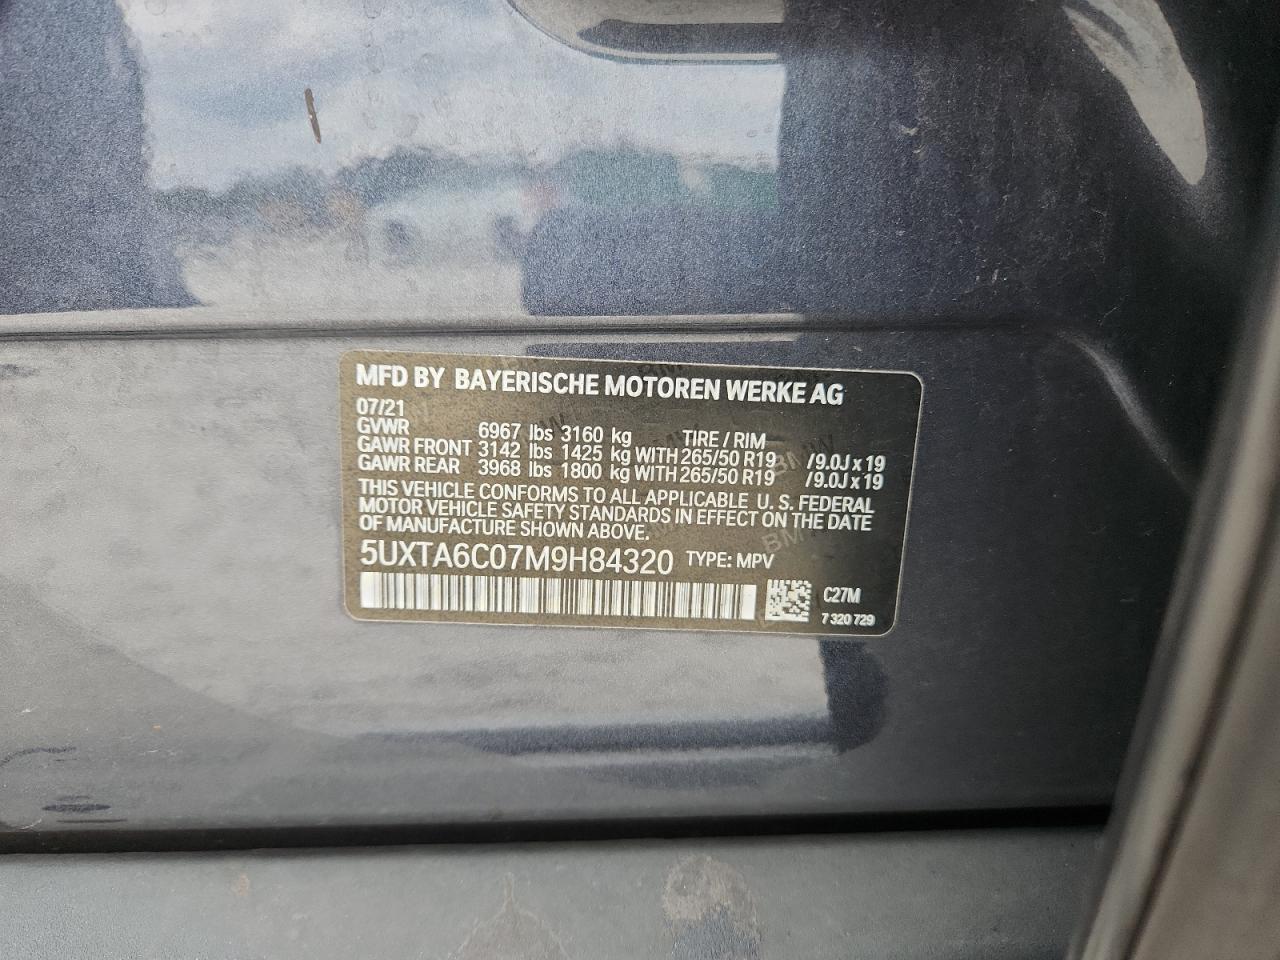 MFD BY BAYERISCHE MOTOREN WERKE AG
07/21
GVWR 6967 lbs 3160 kg TIRE / RIM
GAWR FRONT 3142 lbs 1425 kg WITH 265/50 R19 /9.0J x 19
GAWR REAR 3968 lbs 1800 kg WITH 265/50 R19 /9.0J x 19
THIS VEHICLE CONFORMS TO ALL APPLICABLE U. S. FEDERAL
MOTOR VEHICLE SAFETY STANDARDS IN EFFECT ON THE DATE
OF MANUFACTURE SHOWN ABOVE.
5UXTA6C07M9H84320 TYPE: MPV
C27M
7 320 729